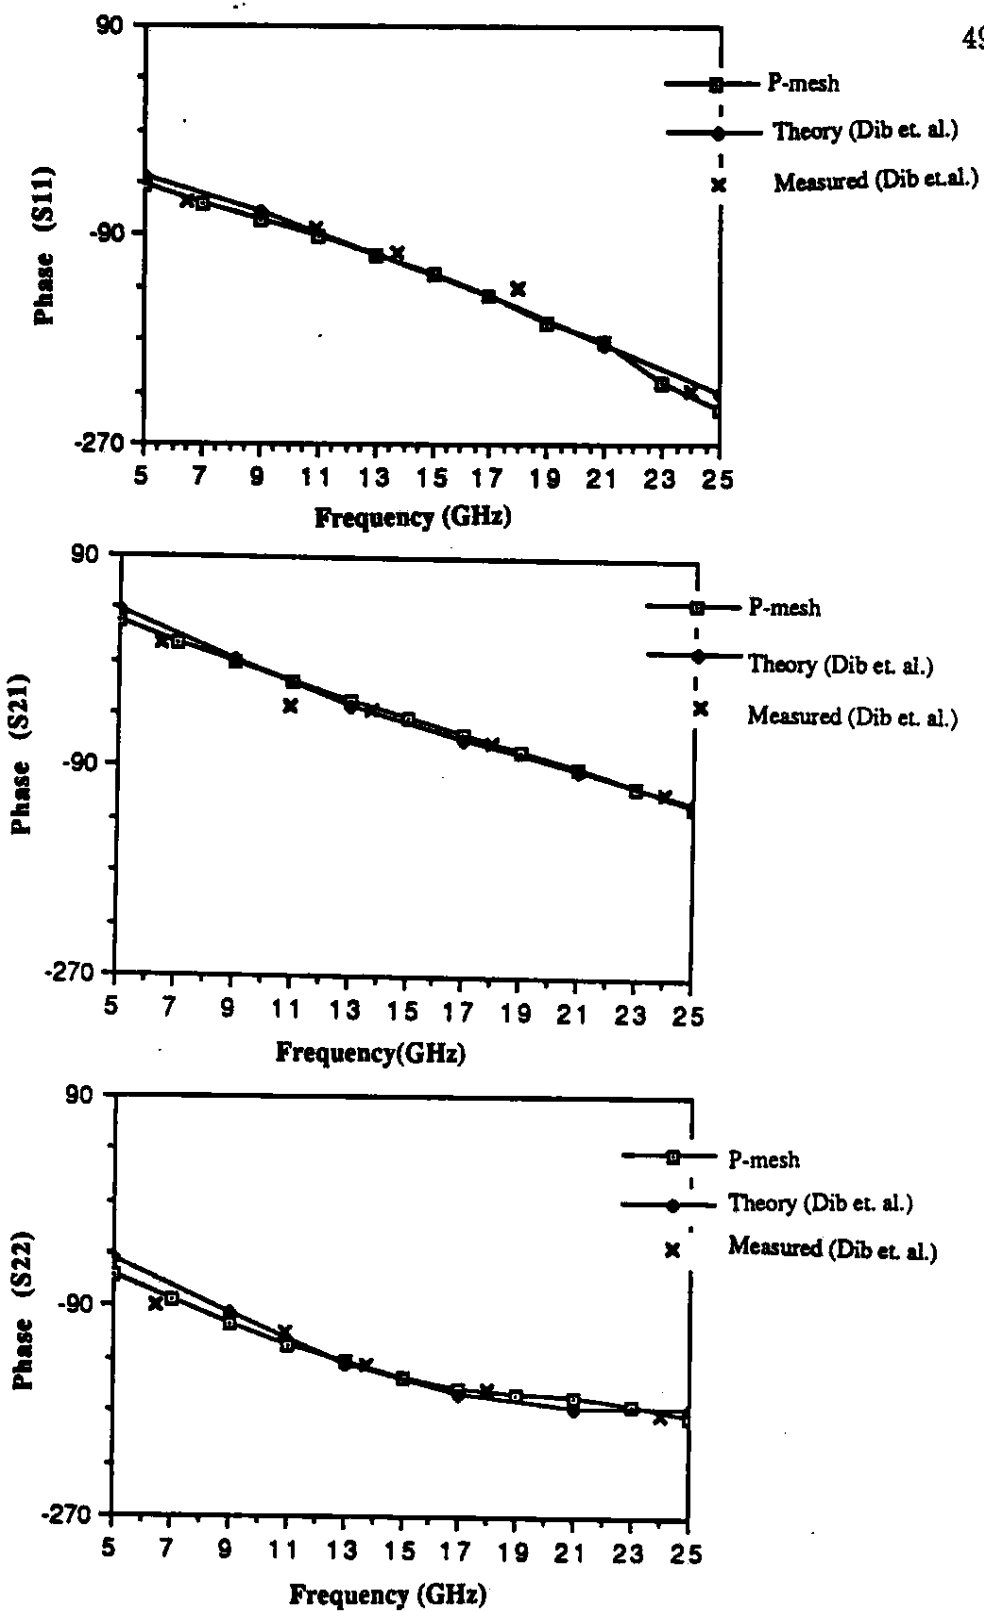 49
90
P-mesh
Theory (Dib et. al.)
Measured (Dib et.al.)
Phase (S11)
-90
-270
5 7 9 11 13 15 17 19 21 23 25
Frequency (GHz)
90
P-mesh
Theory (Dib et. al.)
Measured (Dib et. al.)
Phase (S21)
-90
-270
5 7 9 11 13 15 17 19 21 23 25
Frequency(GHz)
90
P-mesh
Theory (Dib et. al.)
Measured (Dib et. al.)
Phase (S22)
-90
-270
5 7 9 11 13 15 17 19 21 23 25
Frequency (GHz)